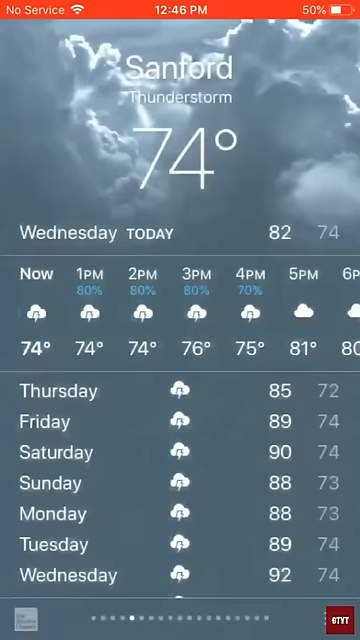 No Service 12:46 PM 50%
Sanford
Thunderstorm
74°
Wednesday TODAY 82 74
Now 1PM 2PM 3PM 4PM 5PM 6P
80% 80% 80% 70%
74° 74° 74° 76° 75° 81° 80
Thursday 85 72
Friday 89 74
Saturday 90 74
Sunday 88 73
Monday 88 73
Tuesday 89 74
Wednesday 92 74
GTYT